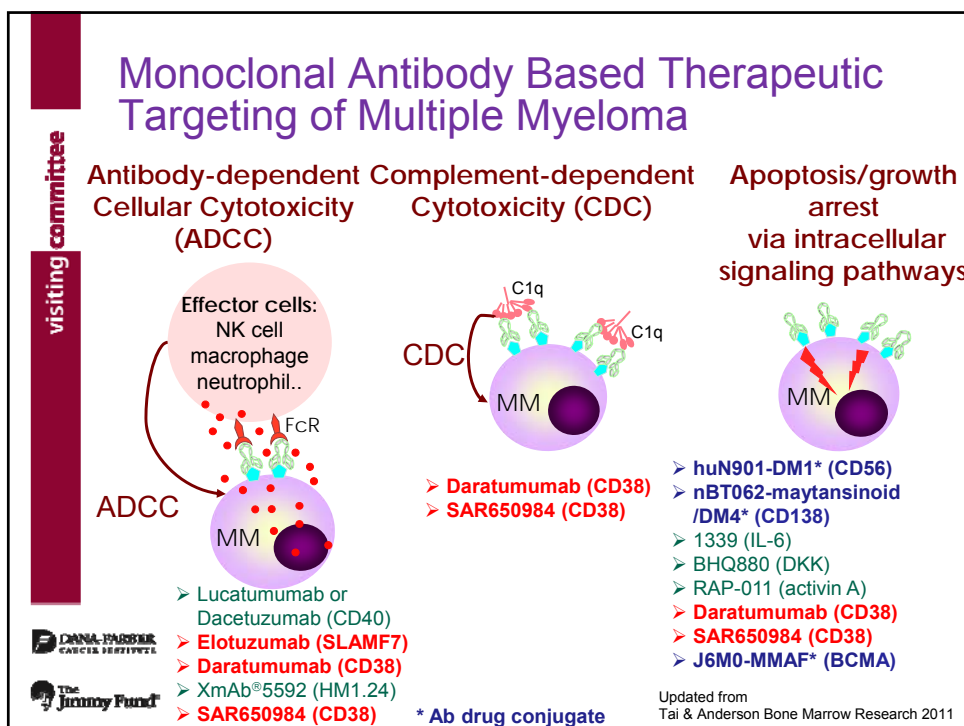 visiting committee
Monoclonal Antibody Based Therapeutic
Targeting of Multiple Myeloma
Antibody-dependent
Cellular Cytotoxicity
(ADCC)
Effector cells:
NK cell
macrophage
neutrophil..
FcR
ADCC
MM
➢ Lucatumumab or
Dacetuzumab (CD40)
➢ Elotuzumab (SLAMF7)
➢ Daratumumab (CD38)
➢ XmAb®5592 (HM1.24)
➢ SAR650984 (CD38)
Complement-dependent
Cytotoxicity (CDC)
C1q
C1q
CDC
MM
➢ Daratumumab (CD38)
➢ SAR650984 (CD38)
Apoptosis/growth
arrest
via intracellular
signaling pathways
MM
➢ huN901-DM1* (CD56)
➢ nBT062-maytansinoid
/DM4* (CD138)
➢ 1339 (IL-6)
➢ BHQ880 (DKK)
➢ RAP-011 (activin A)
➢ Daratumumab (CD38)
➢ SAR650984 (CD38)
➢ J6M0-MMAF* (BCMA)
DANA-FARBER
CANCER INSTITUTE
The
Jimmy Fund
* Ab drug conjugate
Updated from
Tai & Anderson Bone Marrow Research 2011